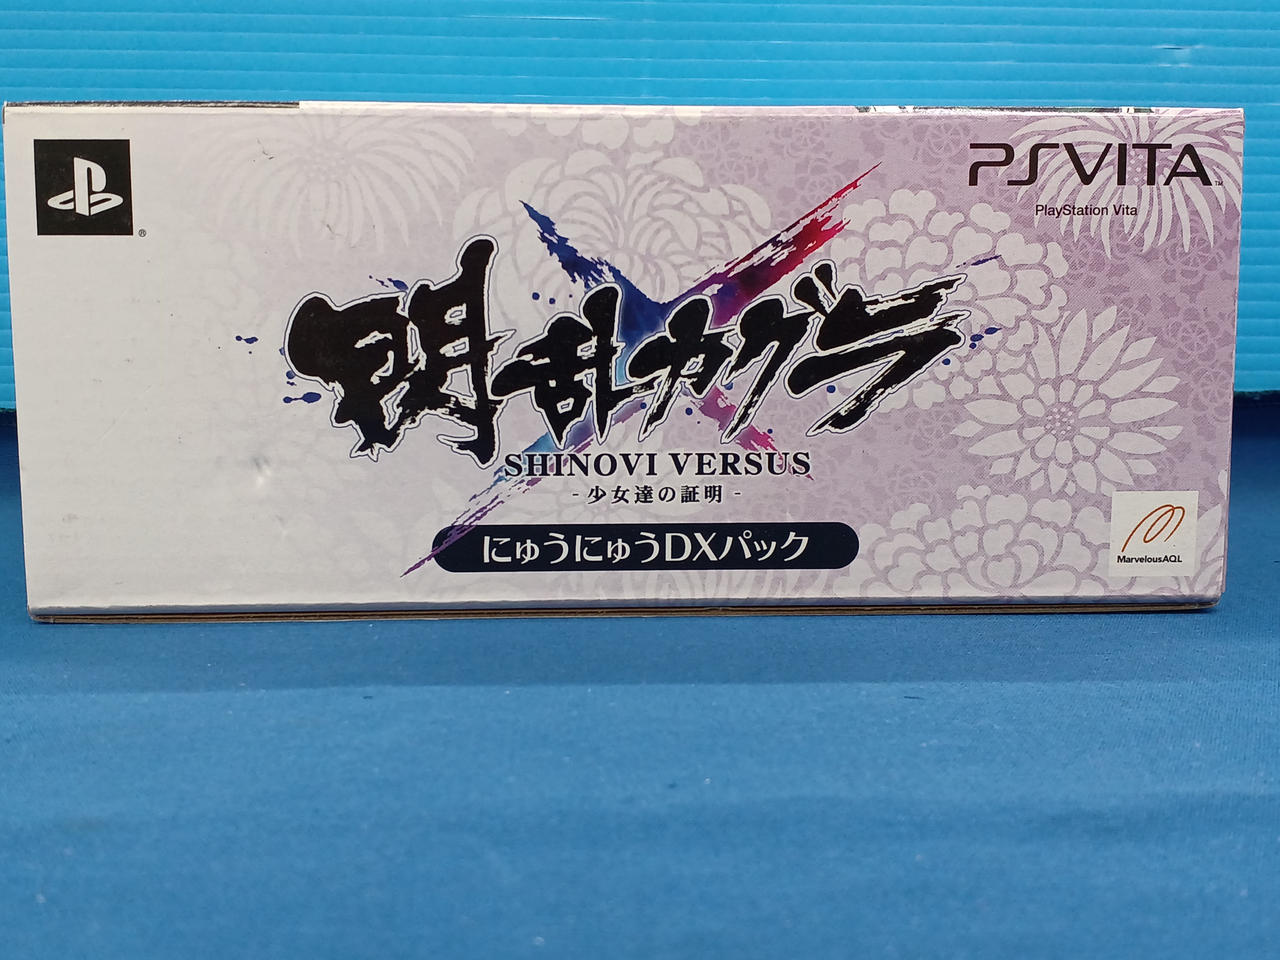 PSVITA™
PlayStation Vita
閃乱カグラ
SHINOVI VERSUS
- 少女達の証明 -
にゅうにゅうDXパック
MarvelousAQL
®